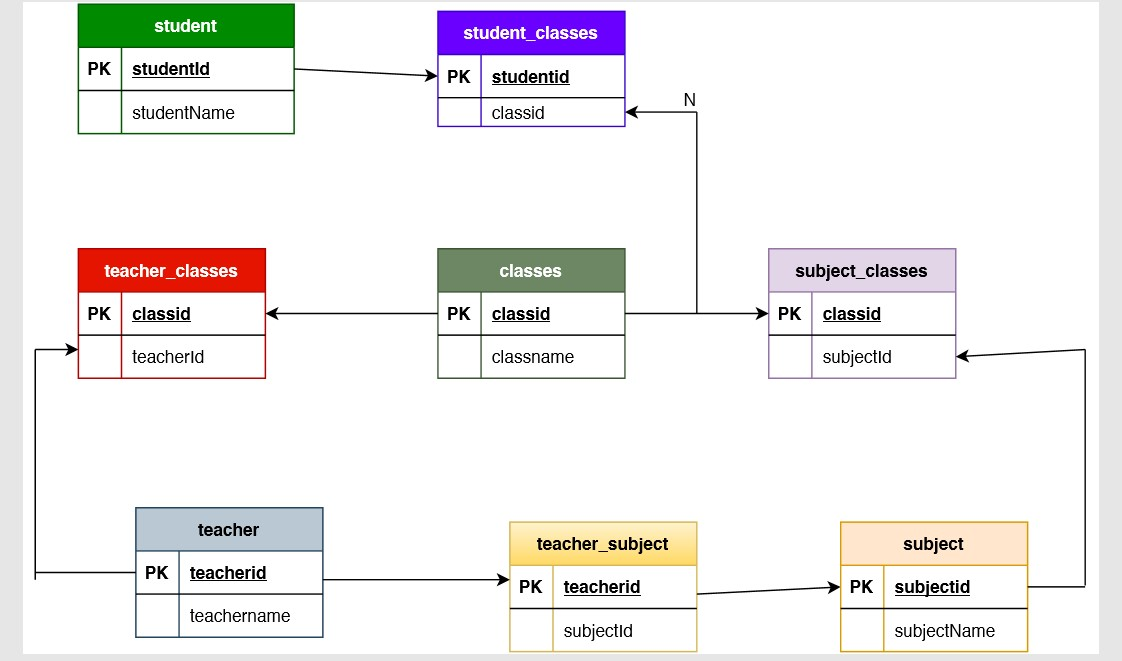 student
PK studentId
studentName
student_classes
PK studentid
classid
N
teacher_classes
PK classid
teacherId
classes
PK classid
classname
subject_classes
PK classid
subjectId
teacher
PK teacherid
teachername
teacher_subject
PK teacherid
subjectId
subject
PK subjectid
subjectName